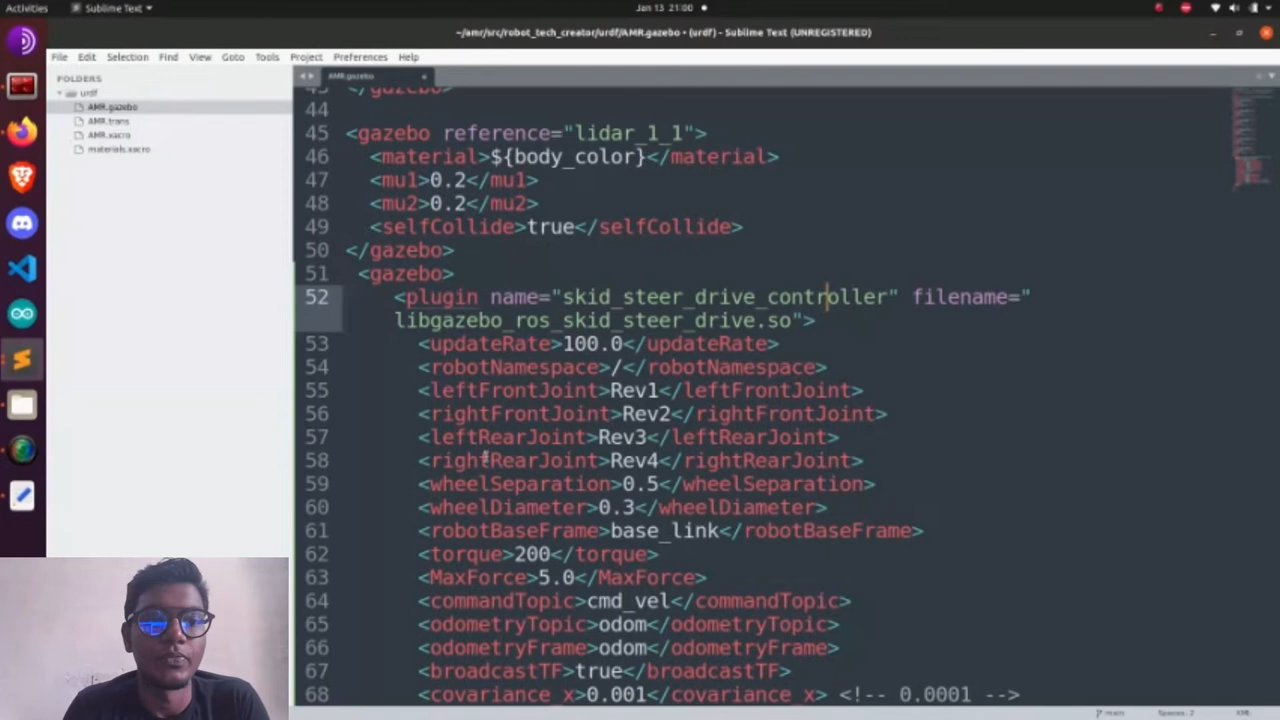 Activities
Sublime Text
Jan 13 21:00
~/amr/src/robot_tech_creator/urdf/AMR.gazebo • (urdf) - Sublime Text (UNREGISTERED)
File Edit Selection Find View Goto Tools Project Preferences Help
FOLDERS
urdf
AMR.gazebo
AMR.trans
AMR.xacro
materials.xacro
AMR.gazebo
43 </gazebo>
44
45 <gazebo reference="lidar_1_1">
46 <material>${body_color}</material>
47 <mu1>0.2</mu1>
48 <mu2>0.2</mu2>
49 <selfCollide>true</selfCollide>
50 </gazebo>
51 <gazebo>
52 <plugin name="skid_steer_drive_controller" filename="
libgazebo_ros_skid_steer_drive.so">
53 <updateRate>100.0</updateRate>
54 <robotNamespace>/</robotNamespace>
55 <leftFrontJoint>Rev1</leftFrontJoint>
56 <rightFrontJoint>Rev2</rightFrontJoint>
57 <leftRearJoint>Rev3</leftRearJoint>
58 <rightRearJoint>Rev4</rightRearJoint>
59 <wheelSeparation>0.5</wheelSeparation>
60 <wheelDiameter>0.3</wheelDiameter>
61 <robotBaseFrame>base_link</robotBaseFrame>
62 <torque>200</torque>
63 <MaxForce>5.0</MaxForce>
64 <commandTopic>cmd_vel</commandTopic>
65 <odometryTopic>odom</odometryTopic>
66 <odometryFrame>odom</odometryFrame>
67 <broadcastTF>true</broadcastTF>
68 <covariance_x>0.001</covariance_x> <!-- 0.0001 -->
main
Spaces: 2
XML